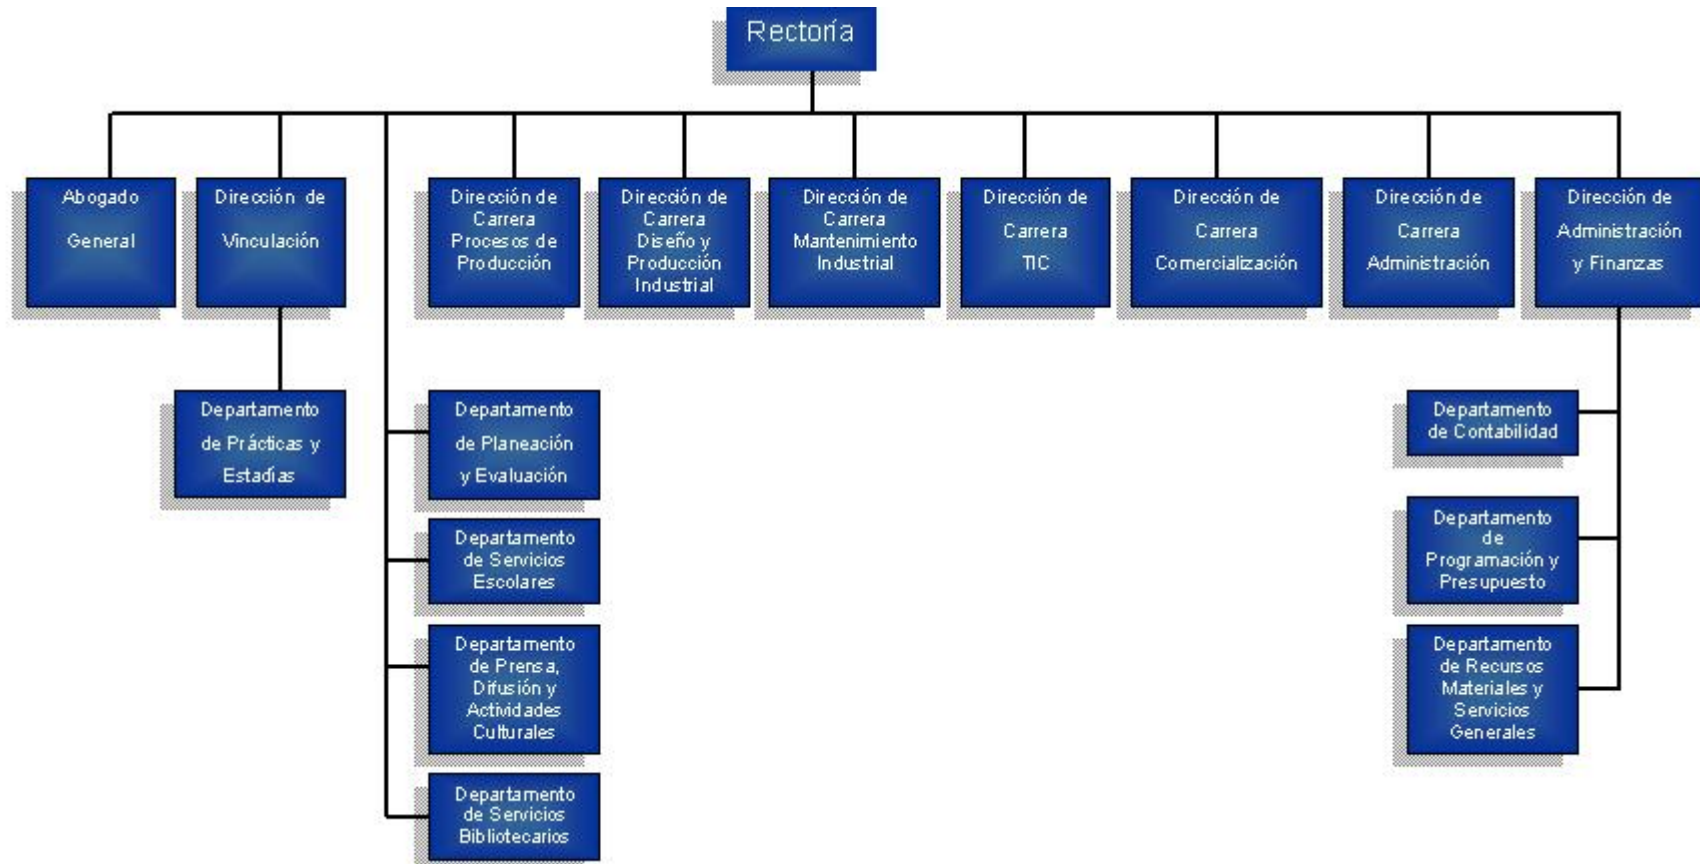 Rectoría
Abogado
General
Dirección de
Vinculación
Dirección de
Carrera
Procesos de
Producción
Dirección de
Carrera
Diseño y
Producción
Industrial
Dirección de
Carrera
Mantenimiento
Industrial
Dirección de
Carrera
TIC
Dirección de
Carrera
Comercialización
Dirección de
Carrera
Administración
Dirección de
Administración
y Finanzas
Departamento
de Prácticas y
Estadías
Departamento
de Planeación
y Evaluación
Departamento
de Servicios
Escolares
Departamento
de Prensa,
Difusión y
Actividades
Culturales
Departamento
de Servicios
Bibliotecarios
Departamento
de Contabilidad
Departamento
de
Programación y
Presupuesto
Departamento
de Recursos
Materiales y
Servicios
Generales